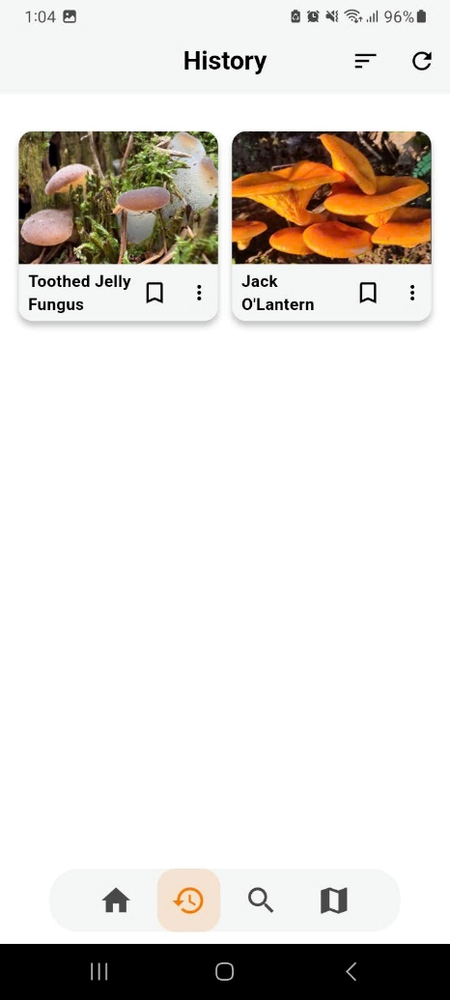 1:04
96%
History
Toothed Jelly
Fungus
Jack
O'Lantern